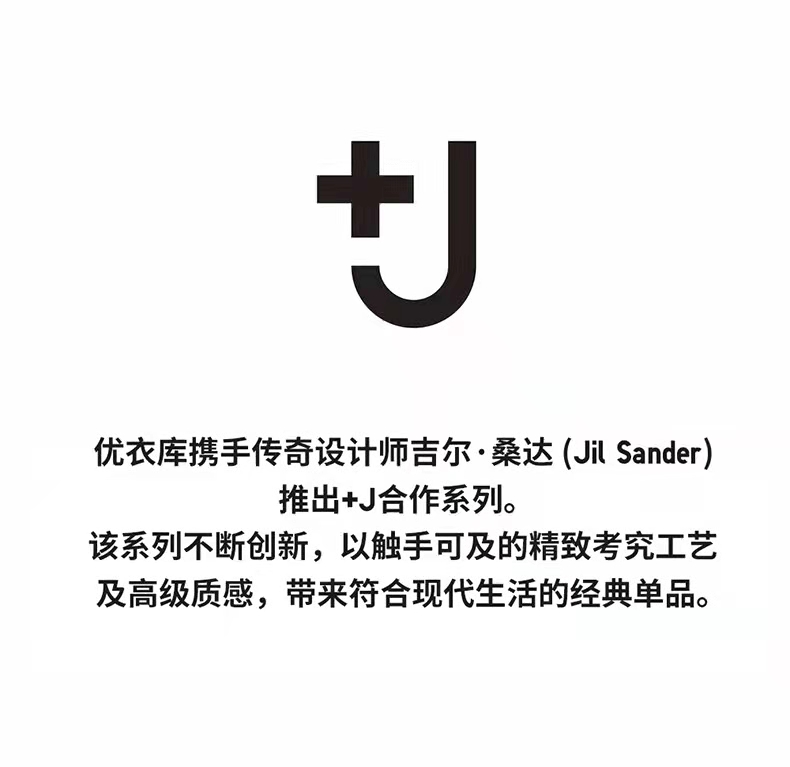 +J
优衣库携手传奇设计师吉尔·桑达 (Jil Sander)
推出+J合作系列。
该系列不断创新，以触手可及的精致考究工艺
及高级质感，带来符合现代生活的经典单品。